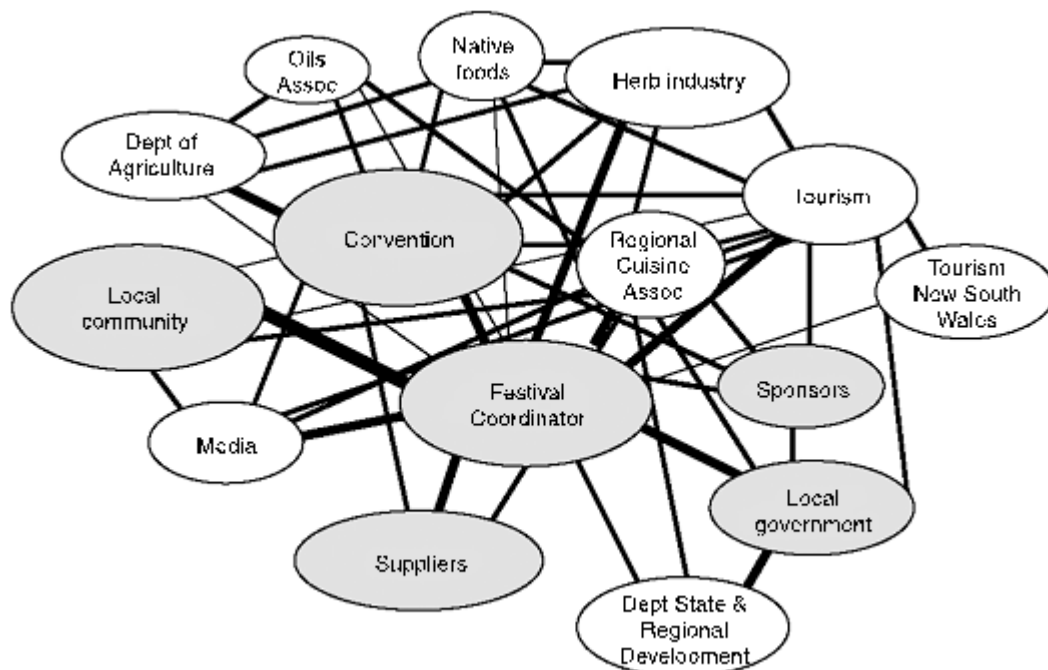 Oils
Assoc
Native
foods
Herb industry
Dept of
Agriculture
Tourism
Convention
Regional
Cuisine
Assoc
Local
community
Tourism
New South
Wales
Festival
Coordinator
Sponsors
Media
Local
government
Suppliers
Dept State &
Regional
Development